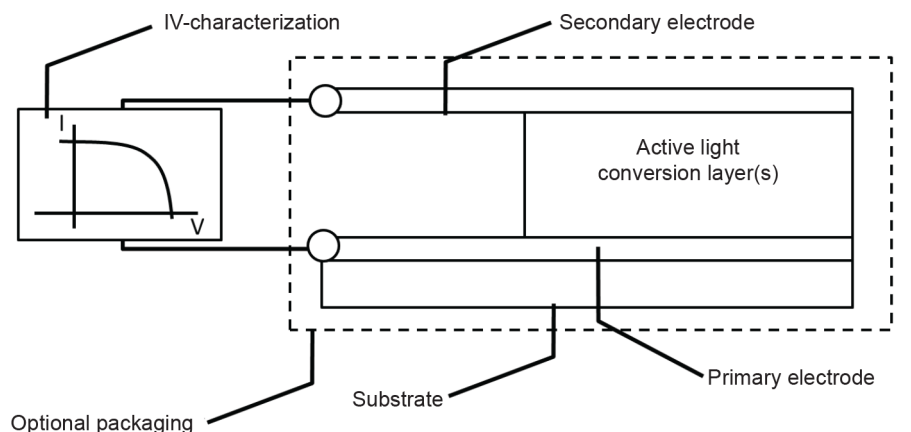 IV-characterization
Secondary electrode
I
V
Active light
conversion layer(s)
Primary electrode
Substrate
Optional packaging